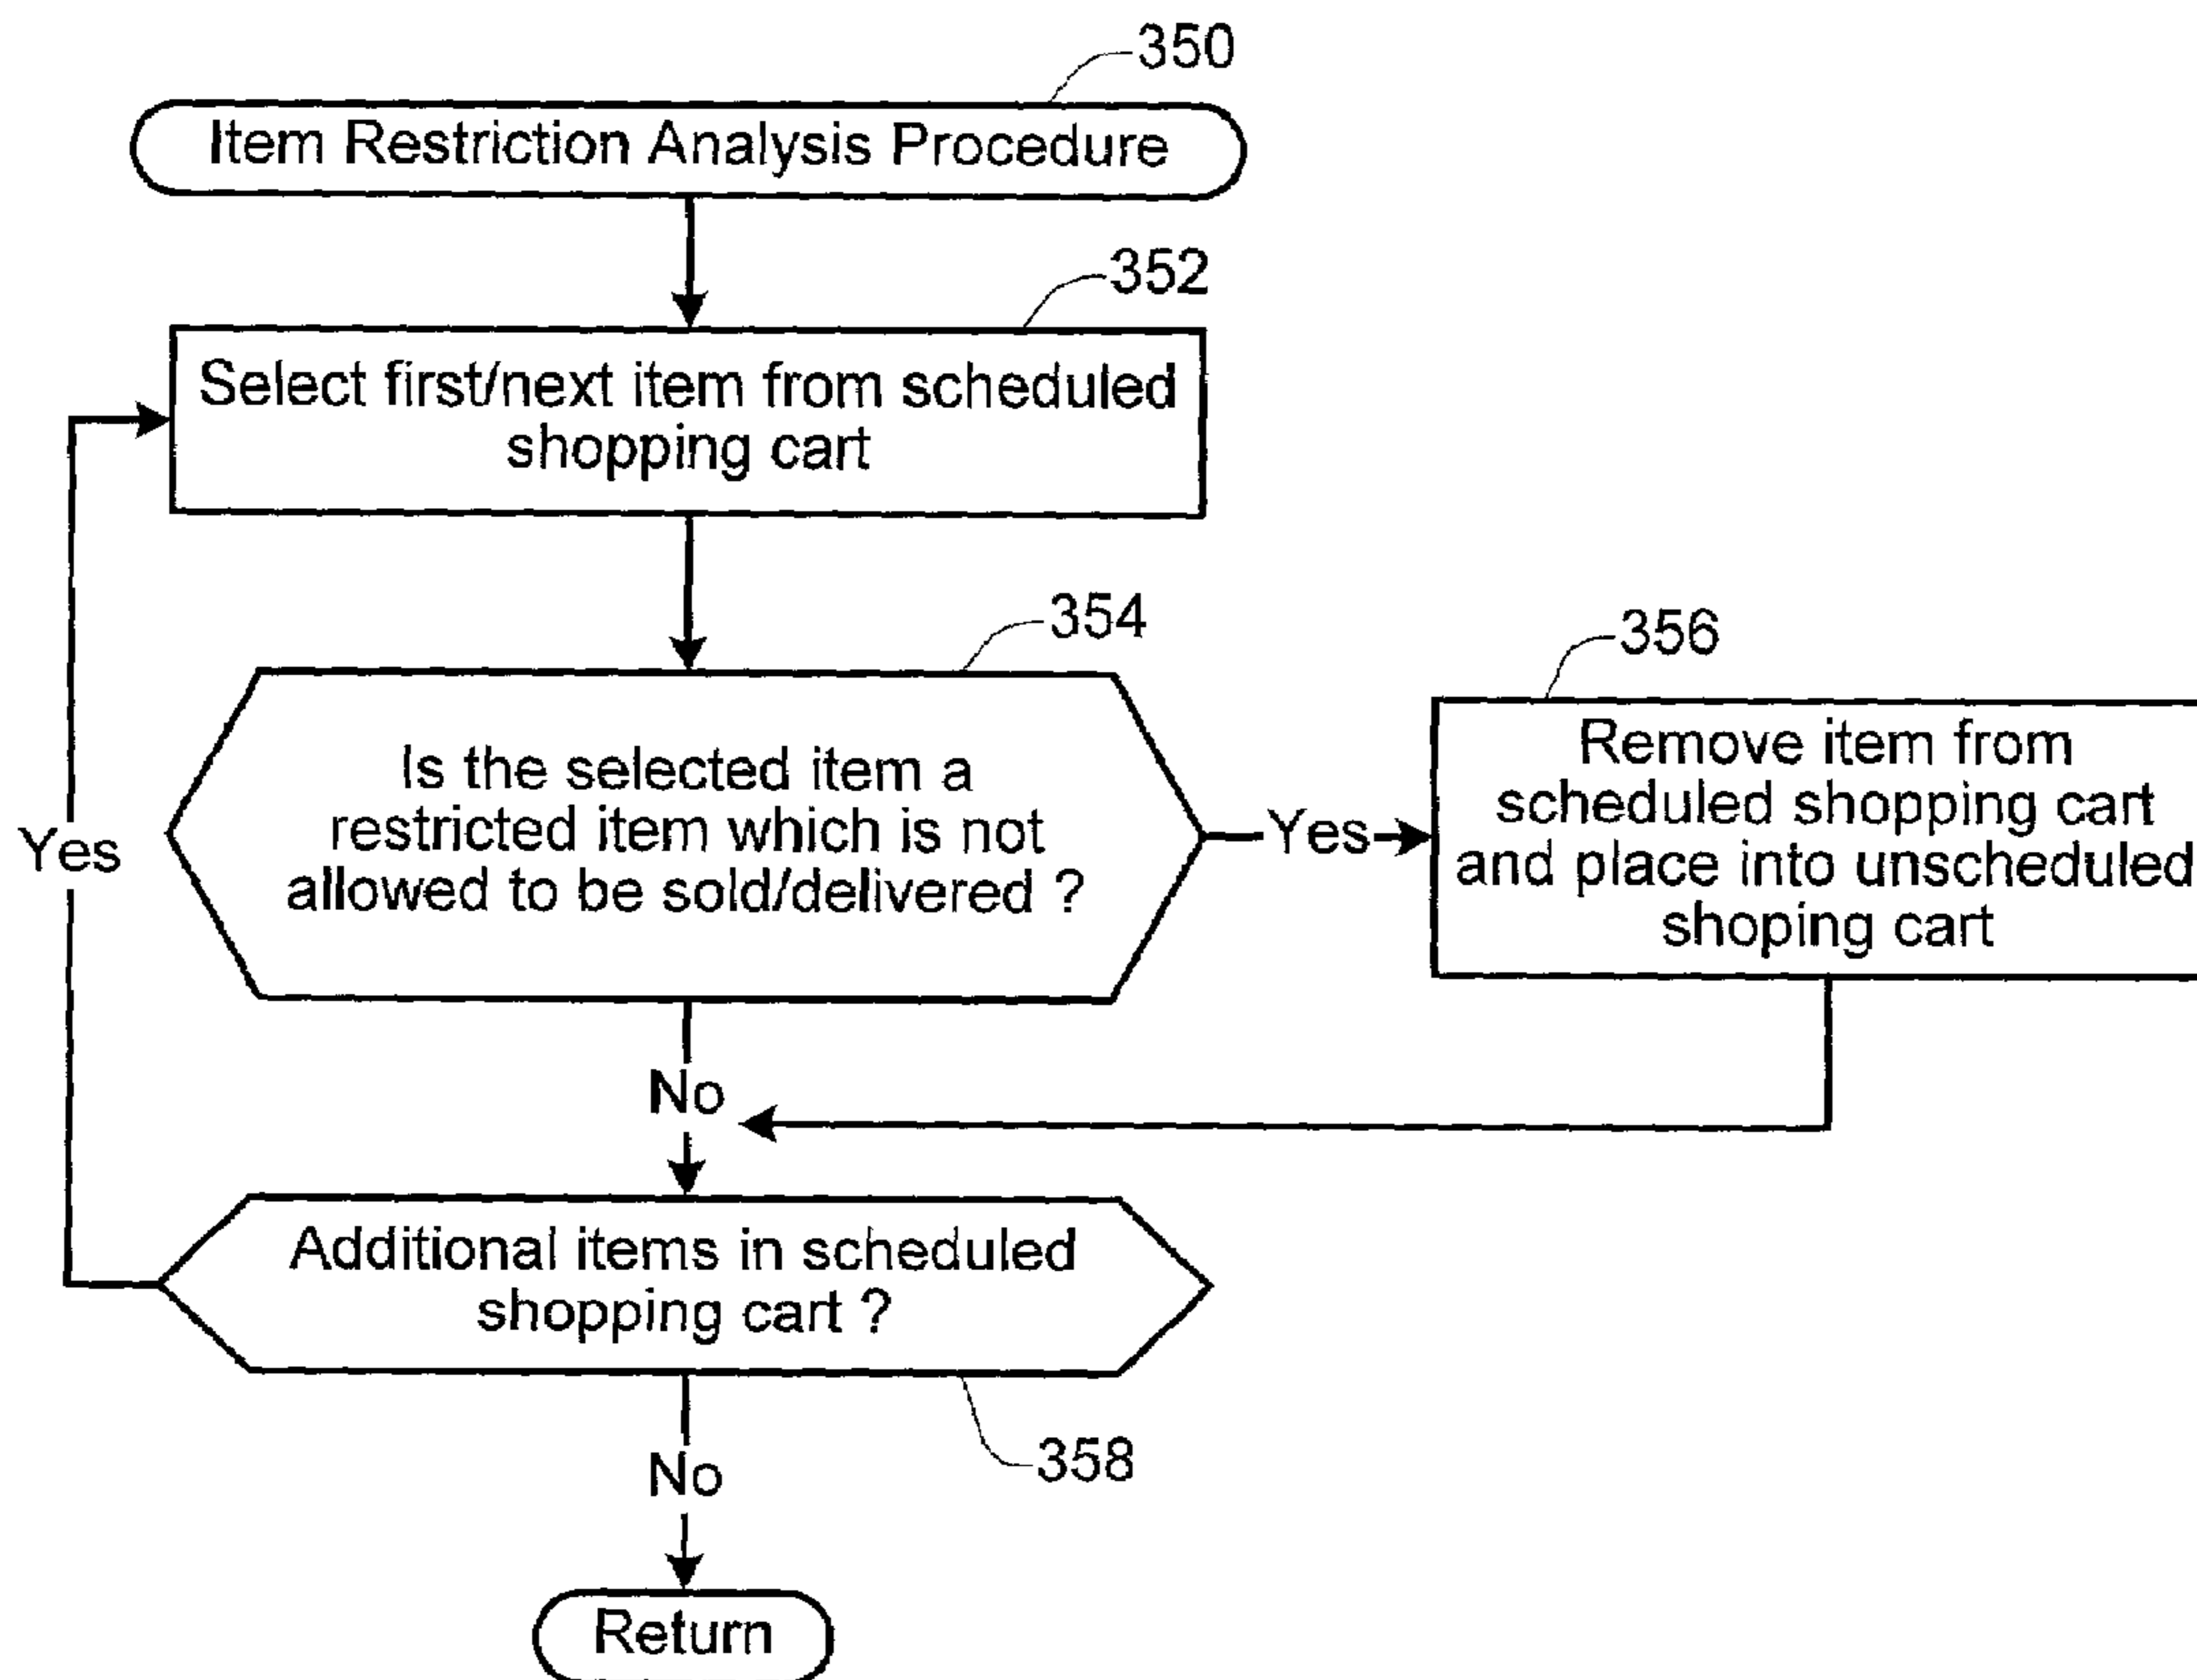 350
Item Restriction Analysis Procedure
352
Select first/next item from scheduled
shopping cart
354
Is the selected item a
restricted item which is not
allowed to be sold/delivered ?
Yes
356
Remove item from
scheduled shopping cart
and place into unscheduled
shoping cart
Yes
No
Additional items in scheduled
shopping cart ?
358
No
Return